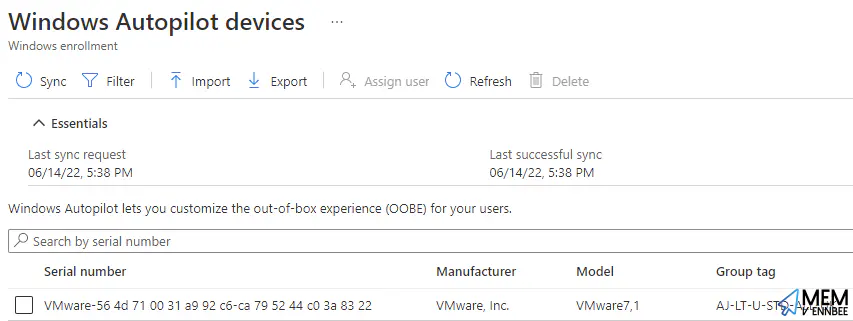 Windows Autopilot devices ...
Windows enrollment
Sync Filter Import Export Assign user Refresh Delete
Essentials
Last sync request Last successful sync
06/14/22, 5:38 PM 06/14/22, 5:38 PM
Windows Autopilot lets you customize the out-of-box experience (OOBE) for your users.
Search by serial number
Serial number Manufacturer Model Group tag
VMware-56 4d 71 00 31 a9 92 c6-ca 79 52 44 c0 3a 83 22 VMware, Inc. VMware7,1
MEM
V'ENNBEE